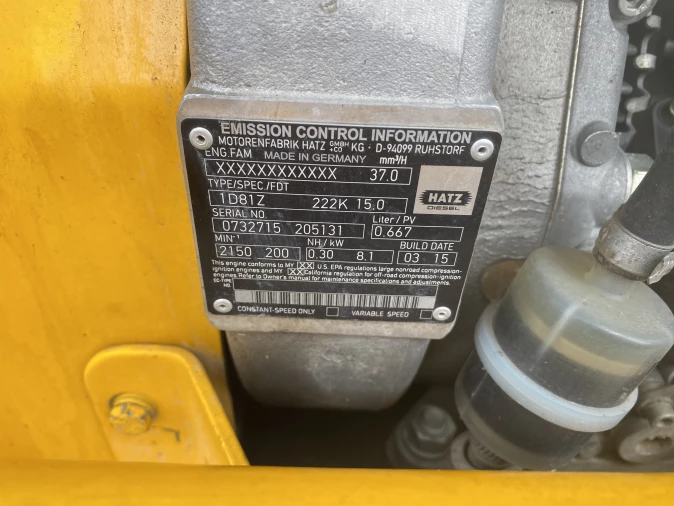 EMISSION CONTROL INFORMATION
MOTORENFABRIK HATZ GMBH +CO KG · D-94099 RUHSTORF
ENG.FAM MADE IN GERMANY mm³/H
XXXXXXXXXXXX 37.0
TYPE/SPEC/FDT
1D81Z 222K 15.0
HATZ
DIESEL
SERIAL NO. Liter / PV
0732715 205131 0.667
MIN⁻¹ NH/kW BUILD DATE
2150 200 0.30 8.1 03 15
This engine conforms to MY XX U.S. EPA regulations large nonroad compression-
ignition engines and MY XX California regulation for off-road compression-ignition
engines. Refer to Owner's manual for maintenance specifications and adjustments.
EC-TYPE
NO.
CONSTANT-SPEED ONLY VARIABLE SPEED